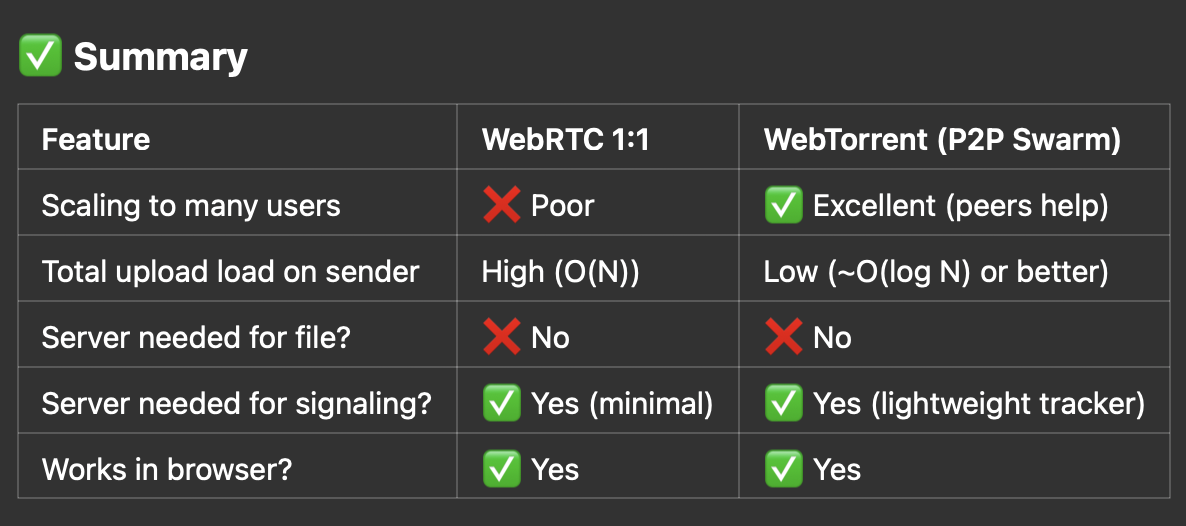 ✅ Summary
Feature WebRTC 1:1 WebTorrent (P2P Swarm)
Scaling to many users ❌ Poor ✅ Excellent (peers help)
Total upload load on sender High (O(N)) Low (~O(log N) or better)
Server needed for file? ❌ No ❌ No
Server needed for signaling? ✅ Yes (minimal) ✅ Yes (lightweight tracker)
Works in browser? ✅ Yes ✅ Yes